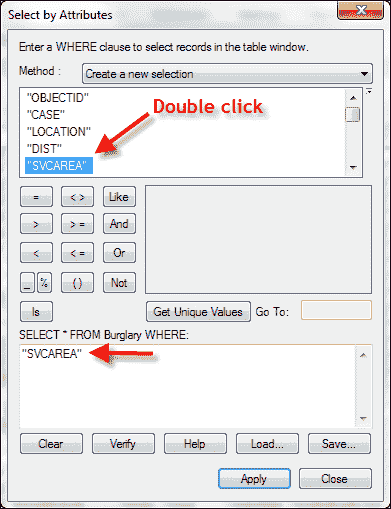 Select by Attributes
Enter a WHERE clause to select records in the table window.
Method : Create a new selection
"OBJECTID"
"CASE"
"LOCATION"
"DIST"
"SVCAREA"
Double click
= < > Like
> > = And
< < = Or
_ % ( ) Not
Is Get Unique Values Go To:
SELECT * FROM Burglary WHERE:
"SVCAREA"
Clear Verify Help Load... Save...
Apply Close